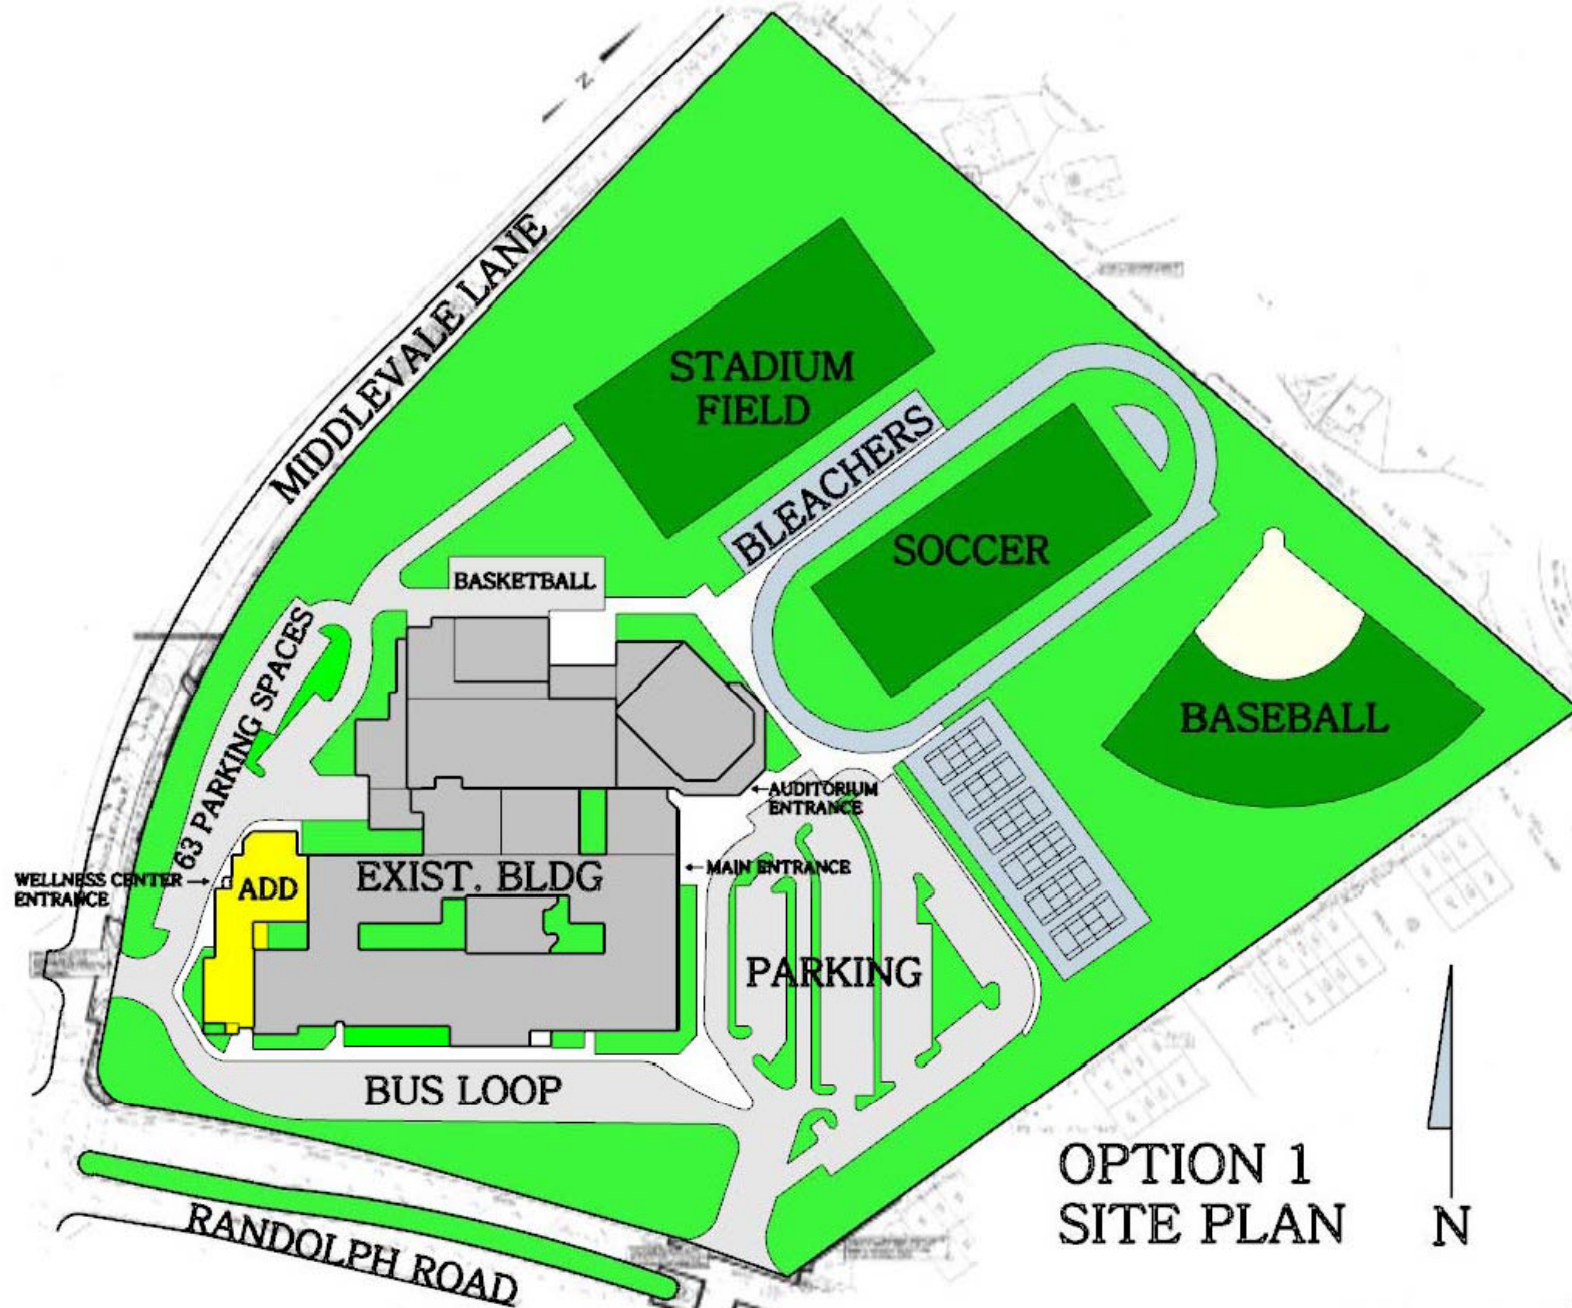 N
MIDDLEVALE LANE
STADIUM
FIELD
BLEACHERS
SOCCER
BASKETBALL
63 PARKING SPACES
BASEBALL
AUDITORIUM
ENTRANCE
MAIN ENTRANCE
EXIST. BLDG
WELLNESS CENTER
ENTRANCE
ADD
PARKING
BUS LOOP
RANDOLPH ROAD
OPTION 1
SITE PLAN
N